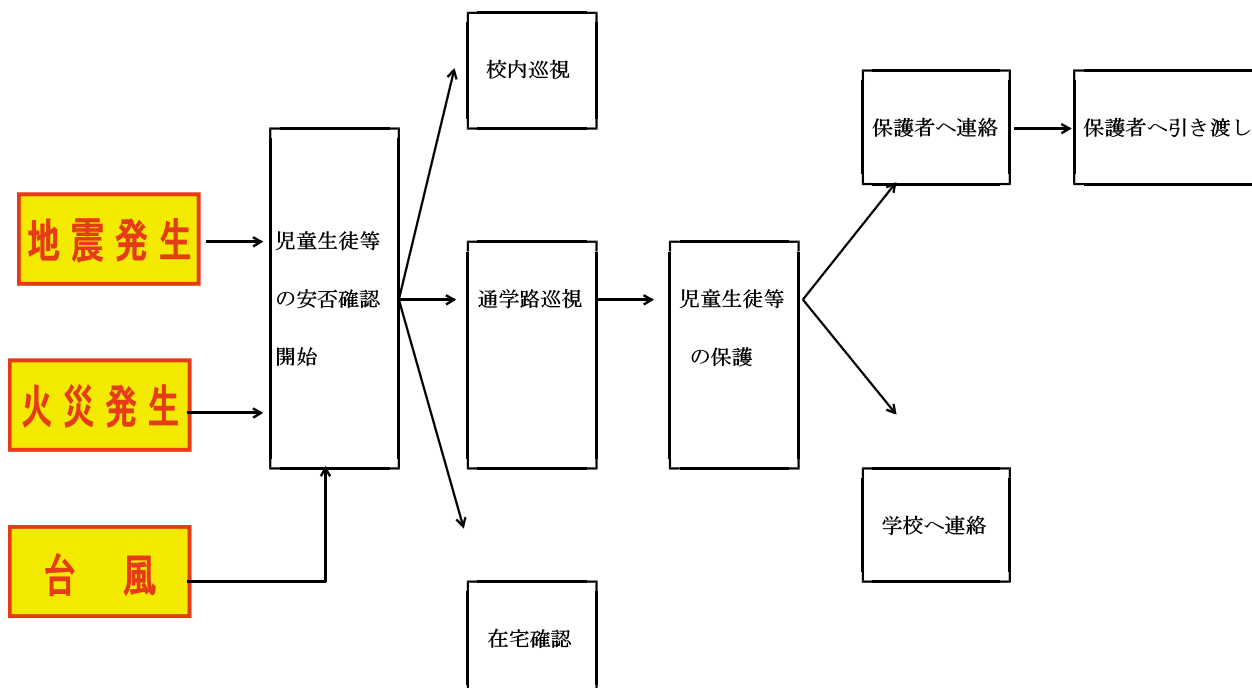 地震発生
火災発生
台風
児童生徒等
の安否確認
開始
校内巡視
通学路巡視
在宅確認
児童生徒等
の保護
保護者へ連絡
保護者へ引き渡し
学校へ連絡